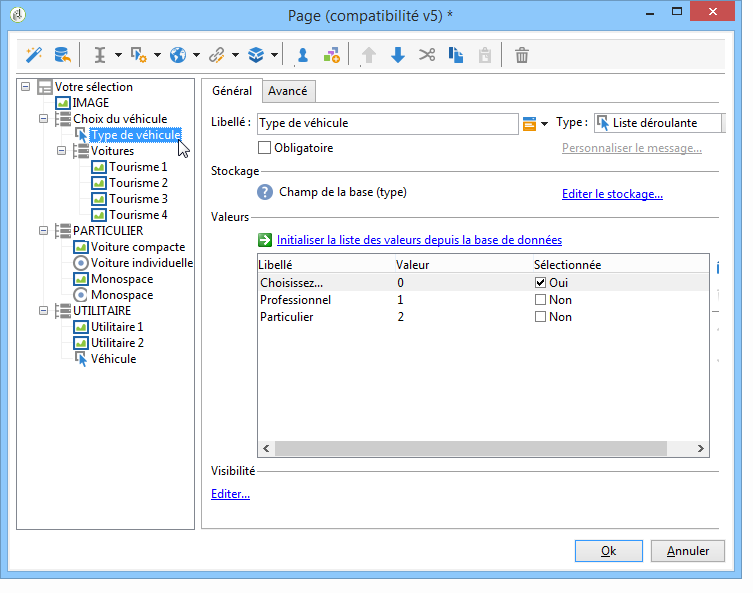 Page (compatibilité v5) *
Votre sélection
IMAGE
Choix du véhicule
Type de véhicule
Voitures
Tourisme 1
Tourisme 2
Tourisme 3
Tourisme 4
PARTICULIER
Voiture compacte
Voiture individuelle
Monospace
Monospace
UTILITAIRE
Utilitaire 1
Utilitaire 2
Véhicule
Général Avancé
Libellé : Type de véhicule Type : Liste déroulante
Obligatoire Personnaliser le message...
Stockage
Champ de la base (type) Editer le stockage...
Valeurs
Initialiser la liste des valeurs depuis la base de données
Libellé Valeur Sélectionnée
Choisissez... 0 Oui
Professionnel 1 Non
Particulier 2 Non
Visibilité
Editer...
Ok Annuler